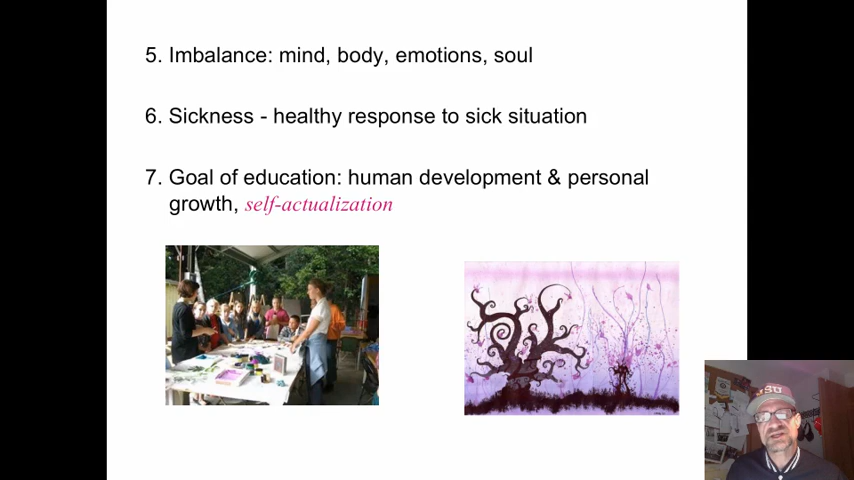 5. Imbalance: mind, body, emotions, soul
6. Sickness - healthy response to sick situation
7. Goal of education: human development & personal
growth, self-actualization